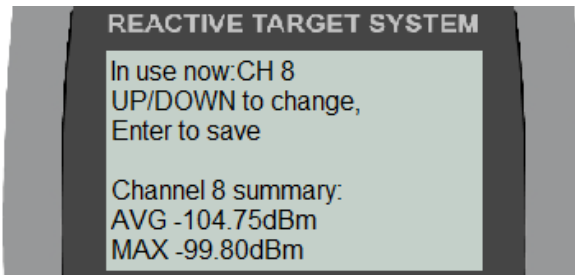 REACTIVE TARGET SYSTEM
In use now:CH 8
UP/DOWN to change,
Enter to save
Channel 8 summary:
AVG -104.75dBm
MAX -99.80dBm